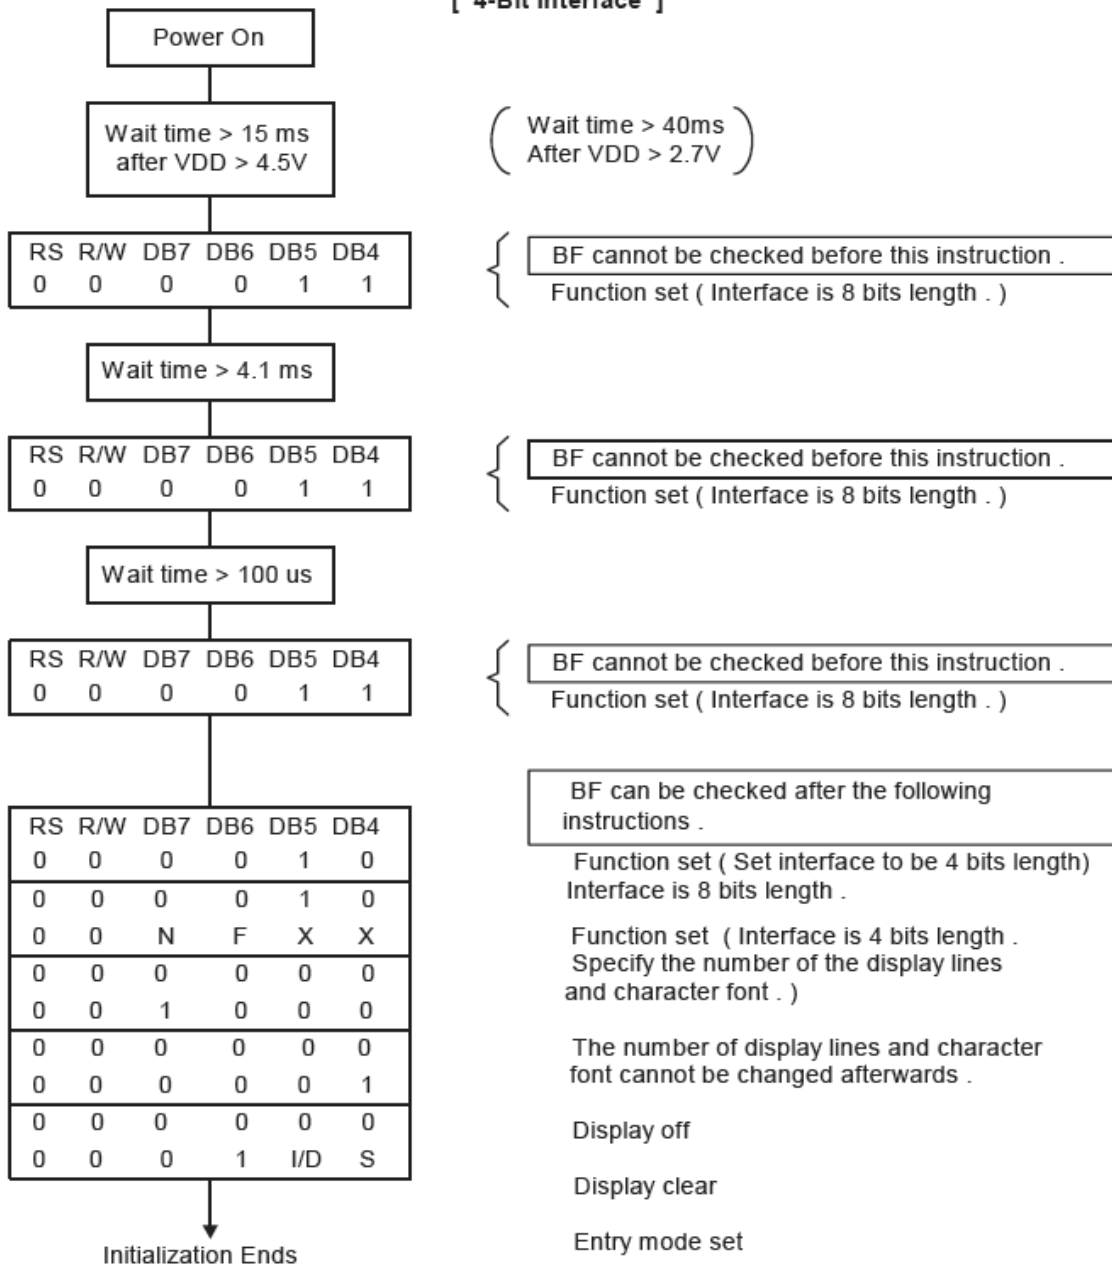 [ 4-Bit Interface ]
Power On
Wait time > 15 ms
after VDD > 4.5V
Wait time > 40ms
After VDD > 2.7V
RS R/W DB7 DB6 DB5 DB4
0 0 0 0 1 1
BF cannot be checked before this instruction .
Function set ( Interface is 8 bits length . )
Wait time > 4.1 ms
RS R/W DB7 DB6 DB5 DB4
0 0 0 0 1 1
BF cannot be checked before this instruction .
Function set ( Interface is 8 bits length . )
Wait time > 100 us
RS R/W DB7 DB6 DB5 DB4
0 0 0 0 1 1
BF cannot be checked before this instruction .
Function set ( Interface is 8 bits length . )
RS R/W DB7 DB6 DB5 DB4
0 0 0 0 1 0
0 0 0 0 1 0
0 0 N F X X
0 0 0 0 0 0
0 0 1 0 0 0
0 0 0 0 0 0
0 0 0 0 0 1
0 0 0 0 0 0
0 0 0 1 I/D S
BF can be checked after the following
instructions .
Function set ( Set interface to be 4 bits length)
Interface is 8 bits length .
Function set ( Interface is 4 bits length .
Specify the number of the display lines
and character font . )
The number of display lines and character
font cannot be changed afterwards .
Display off
Display clear
Entry mode set
Initialization Ends